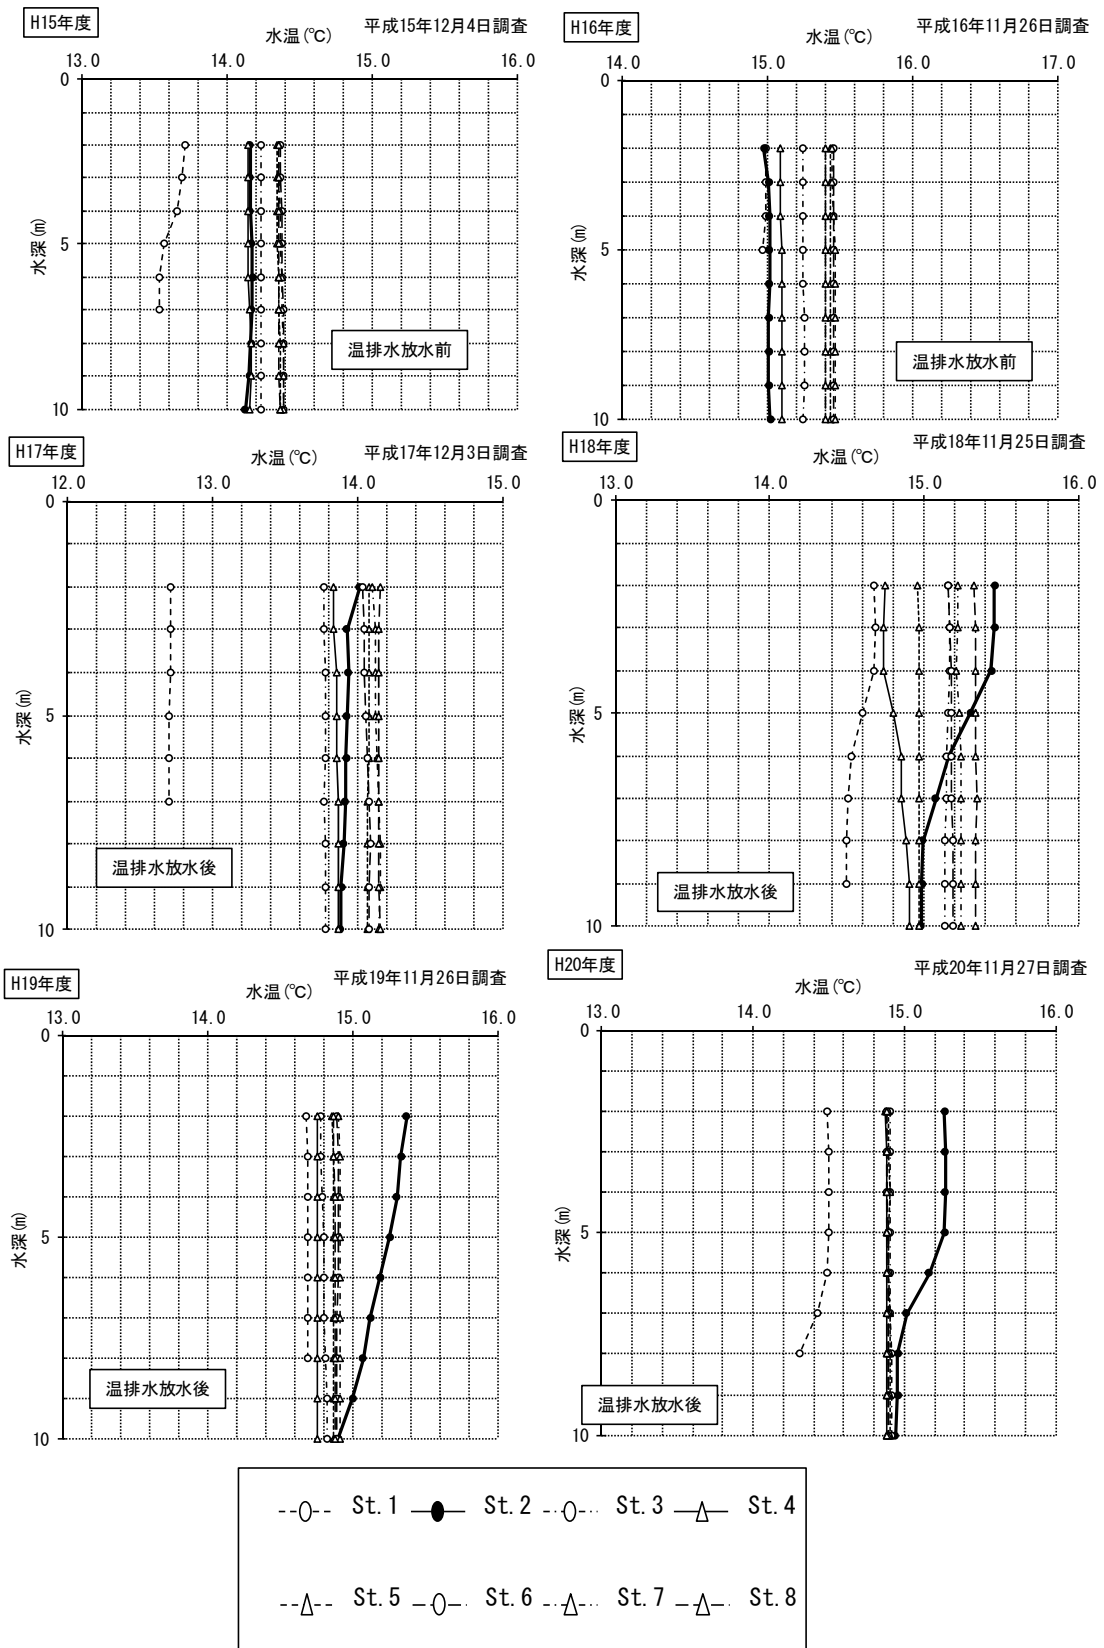 H15年度
平成15年12月4日調査
水温(℃)
13.0 14.0 15.0 16.0
0
5
10
水深(m)
温排水放水前
H16年度
平成16年11月26日調査
水温(℃)
14.0 15.0 16.0 17.0
0
5
10
水深(m)
温排水放水前
H17年度
平成17年12月3日調査
水温(℃)
12.0 13.0 14.0 15.0
0
5
10
水深(m)
温排水放水後
H18年度
平成18年11月25日調査
水温(℃)
13.0 14.0 15.0 16.0
0
5
10
水深(m)
温排水放水後
H19年度
平成19年11月26日調査
水温(℃)
13.0 14.0 15.0 16.0
0
5
10
水深(m)
温排水放水後
H20年度
平成20年11月27日調査
水温(℃)
13.0 14.0 15.0 16.0
0
5
10
水深(m)
温排水放水後
St.1 St.2 St.3 St.4
St.5 St.6 St.7 St.8